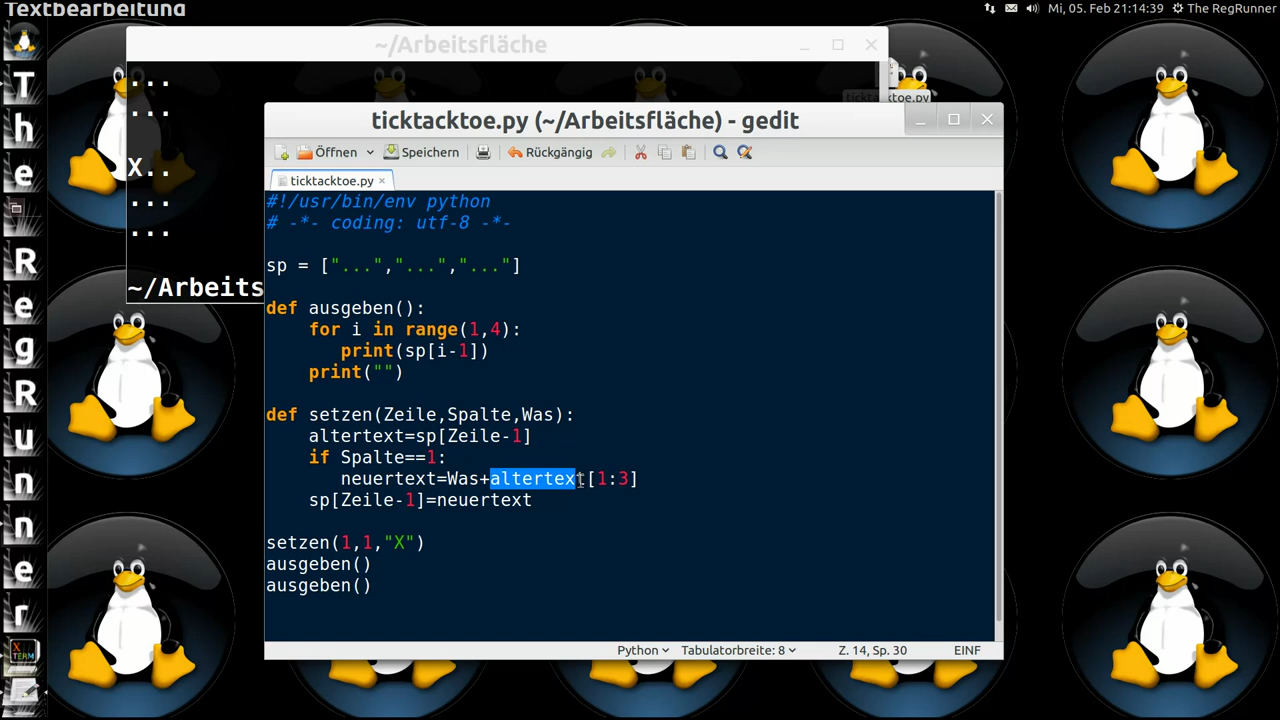 Textbearbeitung
Mi, 05. Feb 21:14:39 The RegRunner
~/Arbeitsfläche
...
...
X..
...
...
~/Arbeits
ticktacktoe.py
ticktacktoe.py (~/Arbeitsfläche) - gedit
Öffnen Speichern Rückgängig
ticktacktoe.py
#!/usr/bin/env python
# -*- coding: utf-8 -*-
sp = ["...","...","..."]
def ausgeben():
for i in range(1,4):
print(sp[i-1])
print("")
def setzen(Zeile,Spalte,Was):
altertext=sp[Zeile-1]
if Spalte==1:
neuertext=Was+altertext[1:3]
sp[Zeile-1]=neuertext
setzen(1,1,"X")
ausgeben()
ausgeben()
Python Tabulatorbreite: 8 Z. 14, Sp. 30 EINF
T
h
e
R
e
g
R
u
n
n
e
r
X
TERM